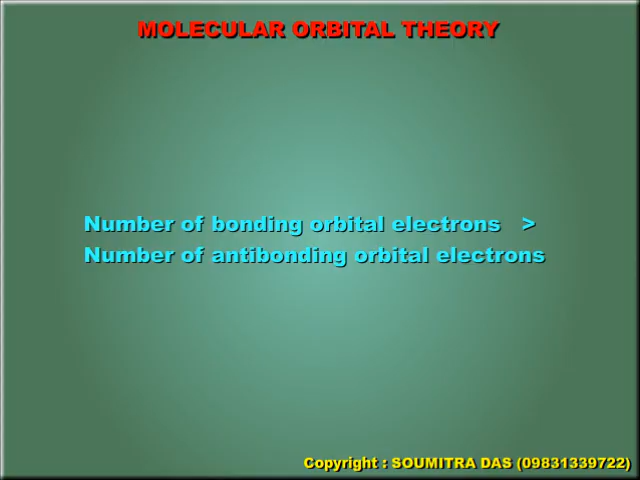 MOLECULAR ORBITAL THEORY
Number of bonding orbital electrons >
Number of antibonding orbital electrons
Copyright : SOUMITRA DAS (09831339722)